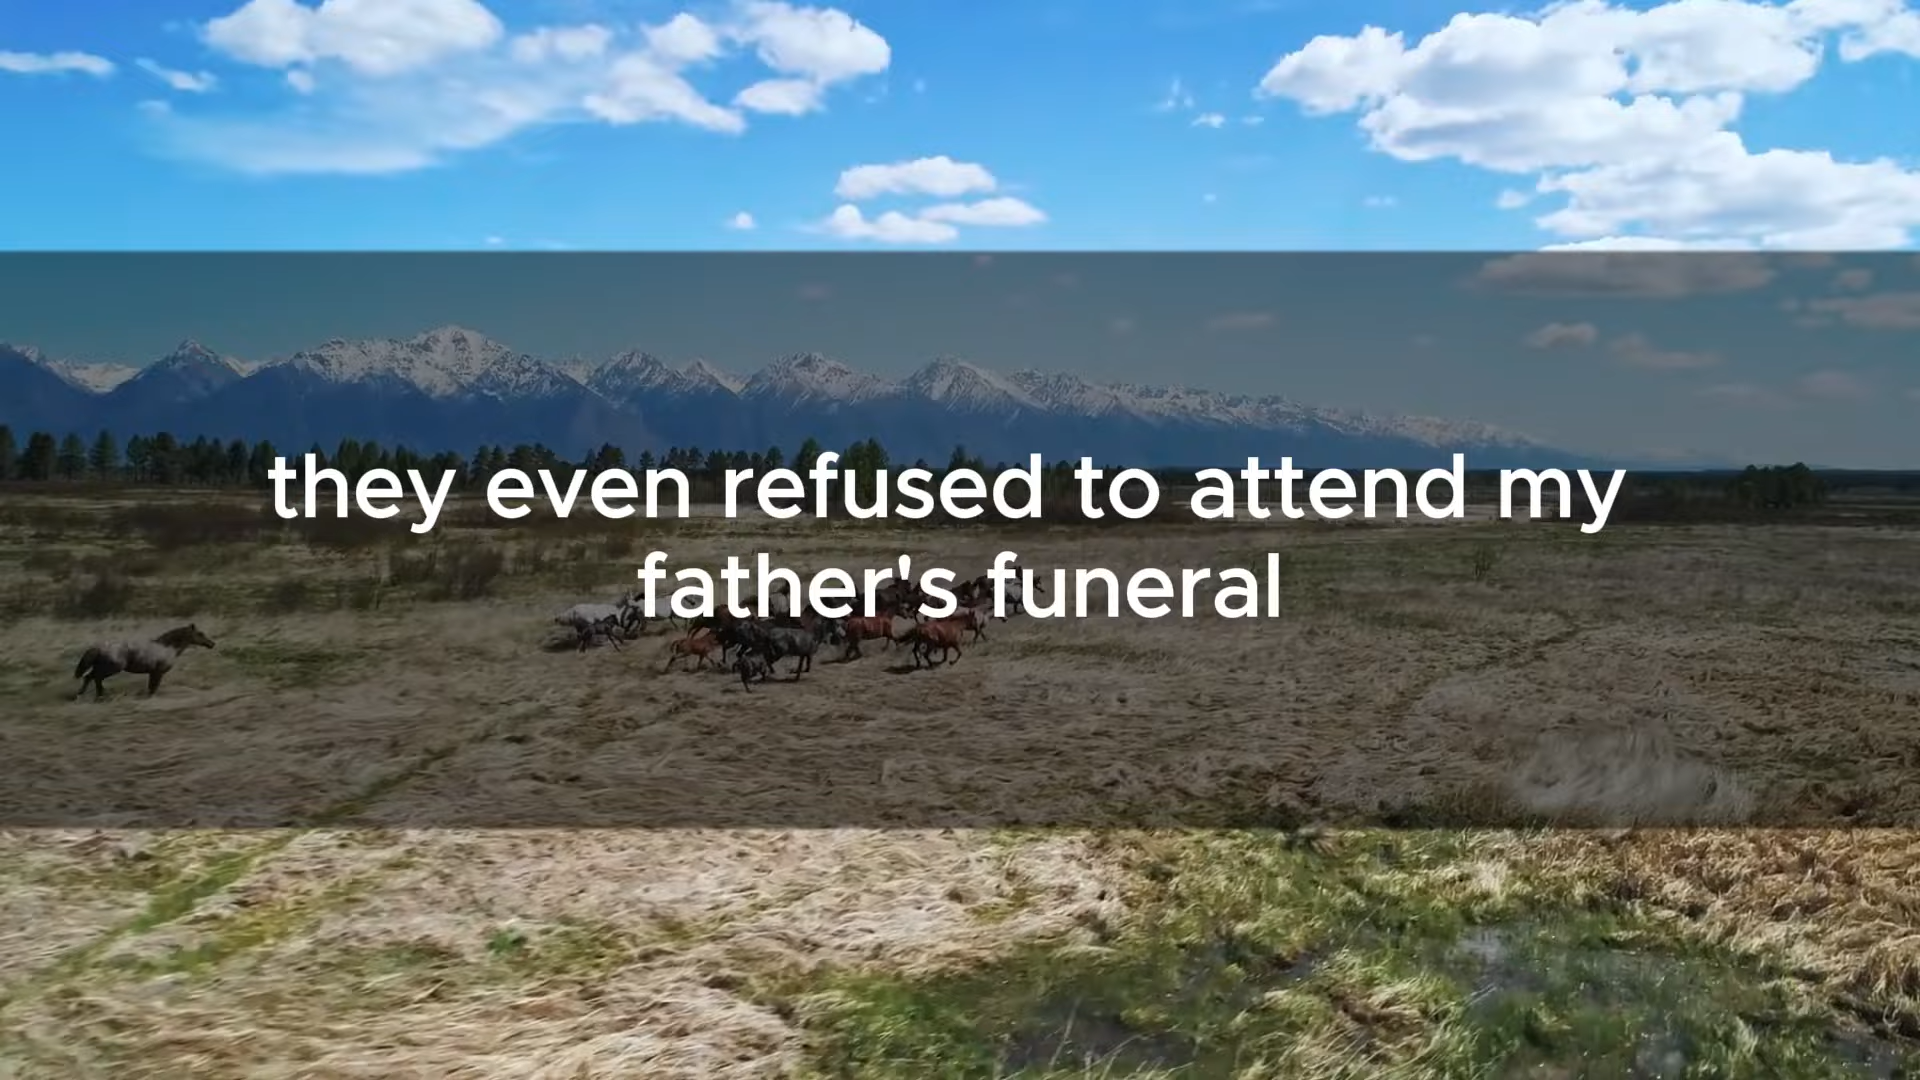 they even refused to attend my
father's funeral